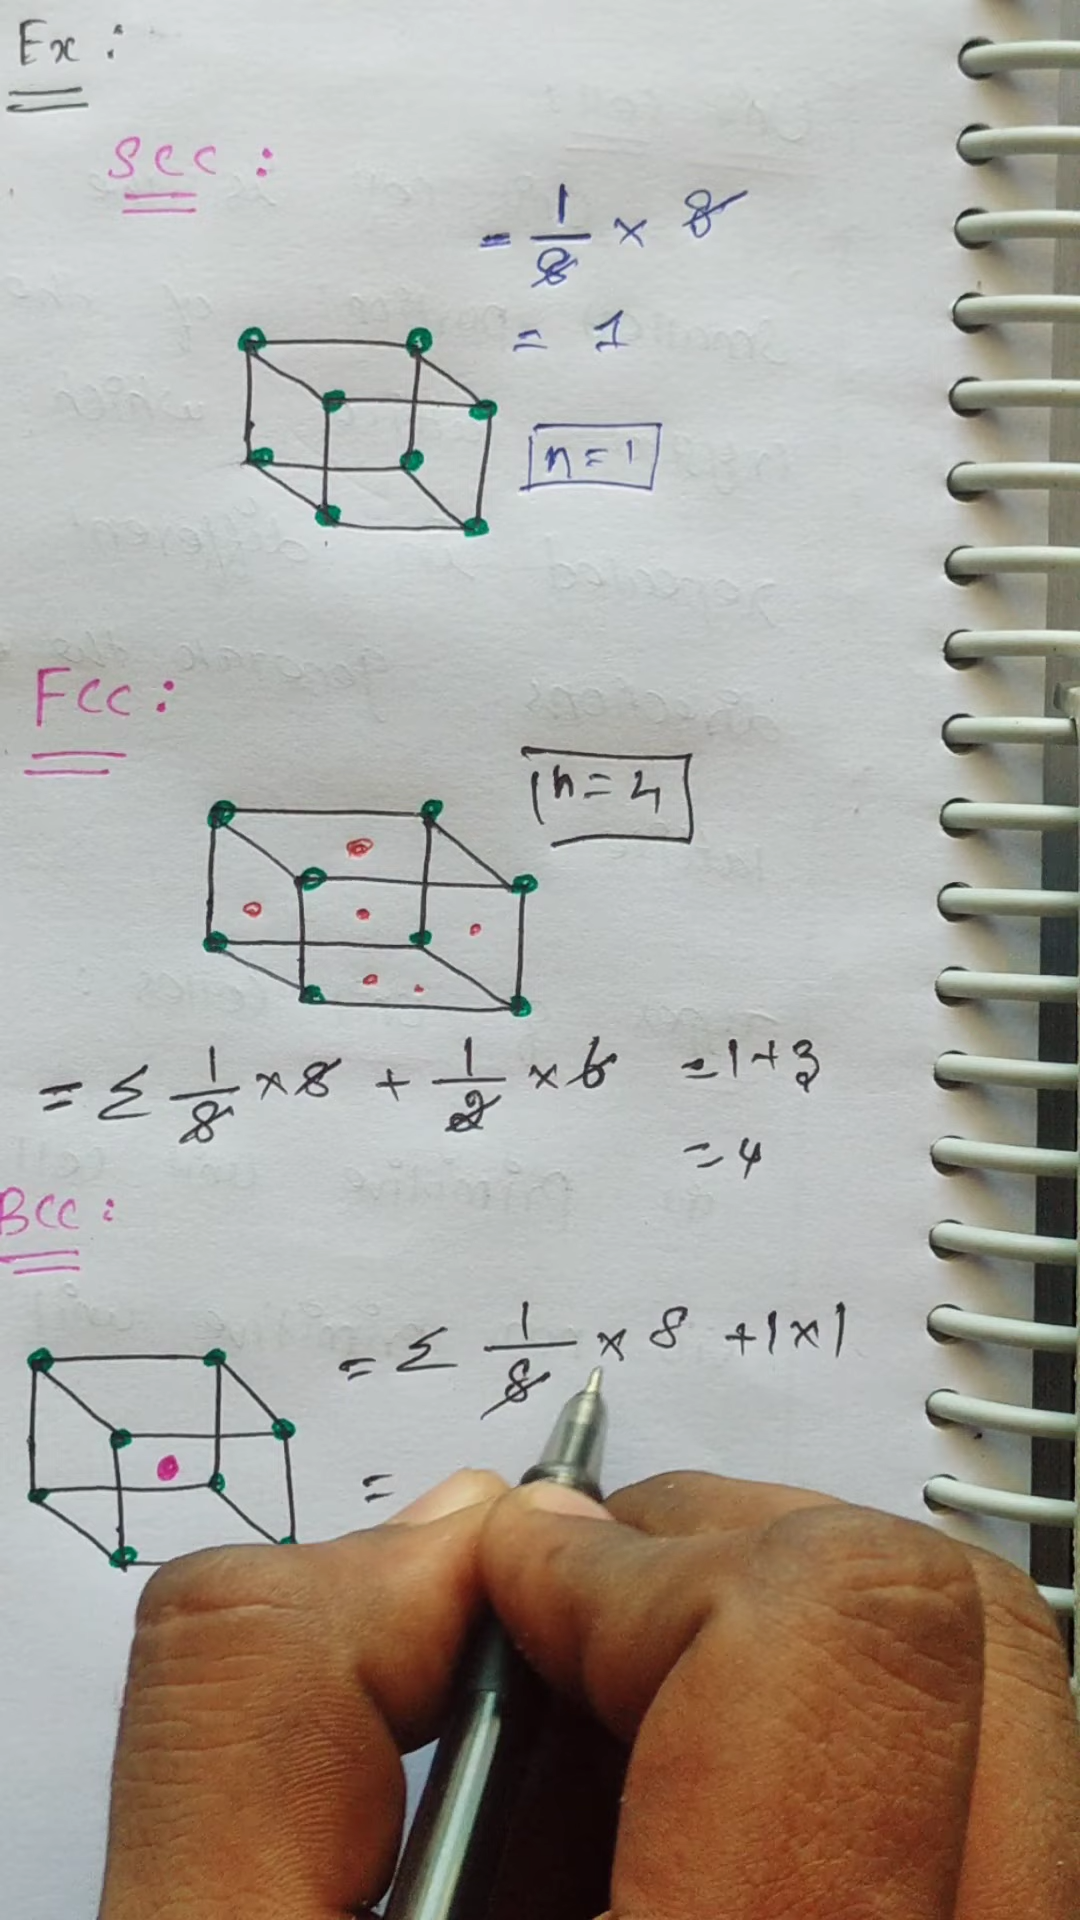 Ex :
SCC :
= 1/8 × 8
= 1
n = 1
FCC :
n = 4
= Σ 1/8 × 8 + 1/2 × 6 = 1 + 3
= 4
BCC :
= Σ 1/8 × 8 + 1 × 1
=